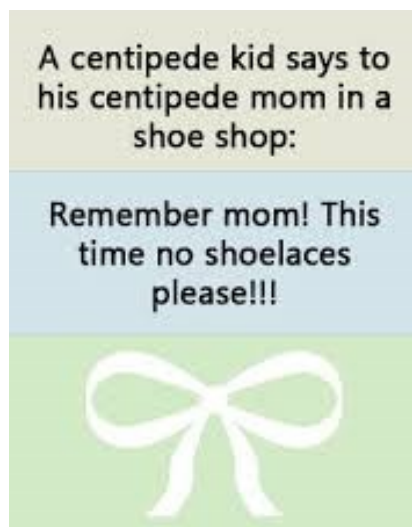 A centipede kid says to
his centipede mom in a
shoe shop:
Remember mom! This
time no shoelaces
please!!!